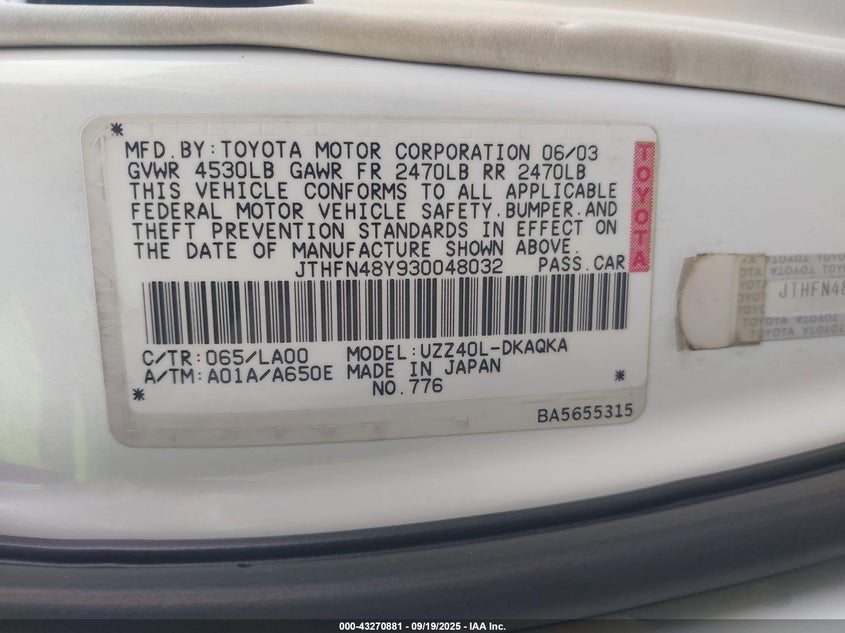 *
MFD.BY:TOYOTA MOTOR CORPORATION 06/03
GVWR 4530LB GAWR FR 2470LB RR 2470LB
THIS VEHICLE CONFORMS TO ALL APPLICABLE
FEDERAL MOTOR VEHICLE SAFETY,BUMPER,AND
THEFT PREVENTION STANDARDS IN EFFECT ON
THE DATE OF MANUFACTURE SHOWN ABOVE.
JTHFN48Y930048032 PASS.CAR
C/TR:065/LA00 MODEL:UZZ40L-DKAQKA
A/TM:A01A/A650E MADE IN JAPAN
* NO.776 *
BA5655315
TOYOTA
JTHFN48
TOYOTA
000-43270881 - 09/19/2025 - IAA Inc.